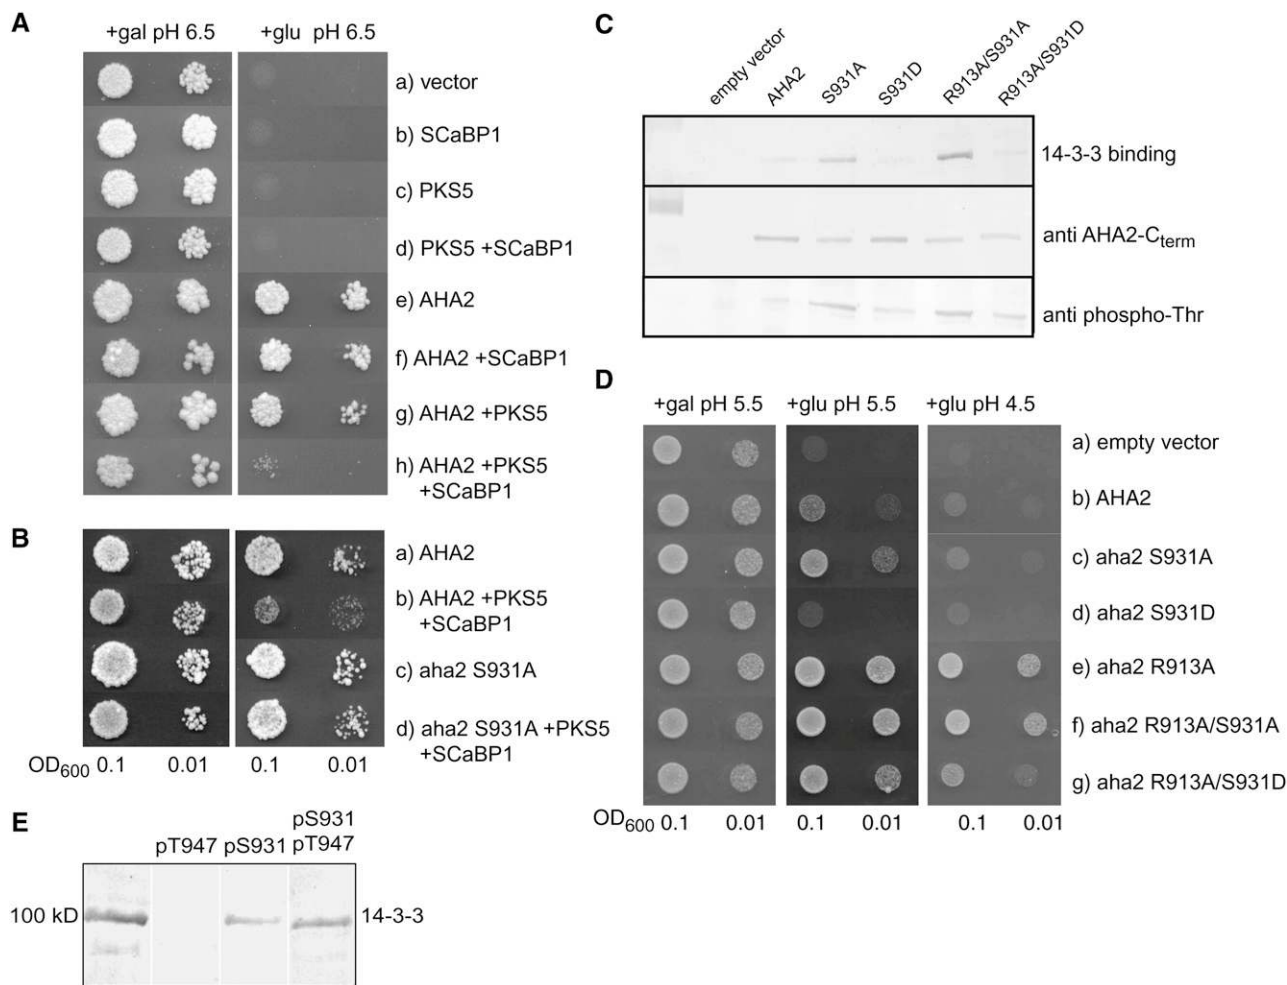 A
+gal pH 6.5
+glu pH 6.5
a) vector
b) SCaBP1
c) PKS5
d) PKS5 +SCaBP1
e) AHA2
f) AHA2 +SCaBP1
g) AHA2 +PKS5
h) AHA2 +PKS5
+SCaBP1
B
a) AHA2
b) AHA2 +PKS5
+SCaBP1
c) aha2 S931A
d) aha2 S931A +PKS5
+SCaBP1
OD600 0.1 0.01 0.1 0.01
C
empty vector
AHA2
S931A
S931D
R913A/S931A
R913A/S931D
14-3-3 binding
anti AHA2-Cterm
anti phospho-Thr
D
+gal pH 5.5
+glu pH 5.5
+glu pH 4.5
a) empty vector
b) AHA2
c) aha2 S931A
d) aha2 S931D
e) aha2 R913A
f) aha2 R913A/S931A
g) aha2 R913A/S931D
OD600 0.1 0.01 0.1 0.01 0.1 0.01
E
pT947
pS931
pS931
pT947
100 kD
14-3-3